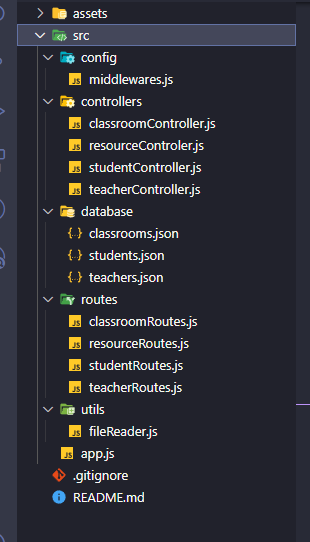 assets
src
config
middlewares.js
controllers
classroomController.js
resourceControler.js
studentController.js
teacherController.js
database
classrooms.json
students.json
teachers.json
routes
classroomRoutes.js
resourceRoutes.js
studentRoutes.js
teacherRoutes.js
utils
fileReader.js
app.js
.gitignore
README.md